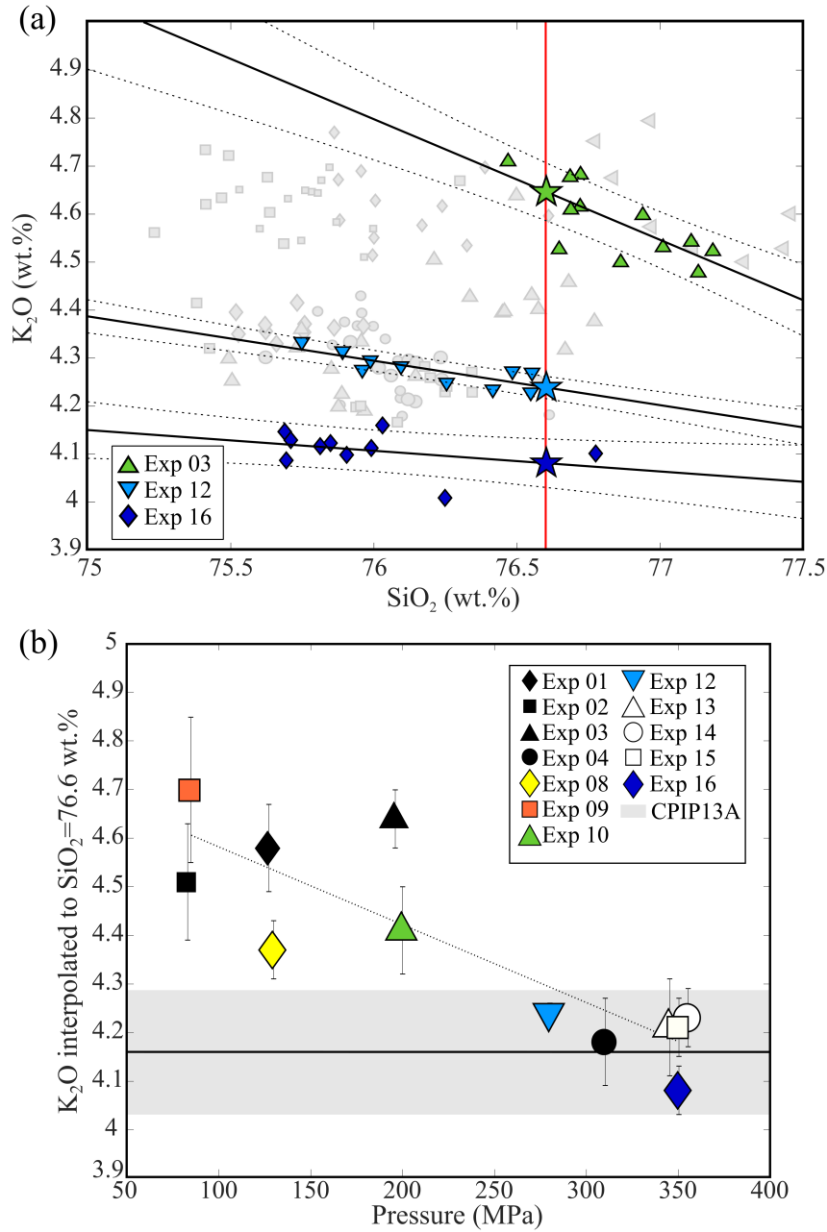 (a)
4.9
4.8
4.7
4.6
4.5
4.4
4.3
4.2
4.1
4
3.9
K₂O (wt.%)
Exp 03
Exp 12
Exp 16
75
75.5
76
76.5
77
77.5
SiO₂ (wt.%)
(b)
5
4.9
4.8
4.7
4.6
4.5
4.4
4.3
4.2
4.1
4
3.9
K₂O interpolated to SiO₂=76.6 wt.%
Exp 01
Exp 02
Exp 03
Exp 04
Exp 08
Exp 09
Exp 10
Exp 12
Exp 13
Exp 14
Exp 15
Exp 16
CPIP13A
50
100
150
200
250
300
350
400
Pressure (MPa)